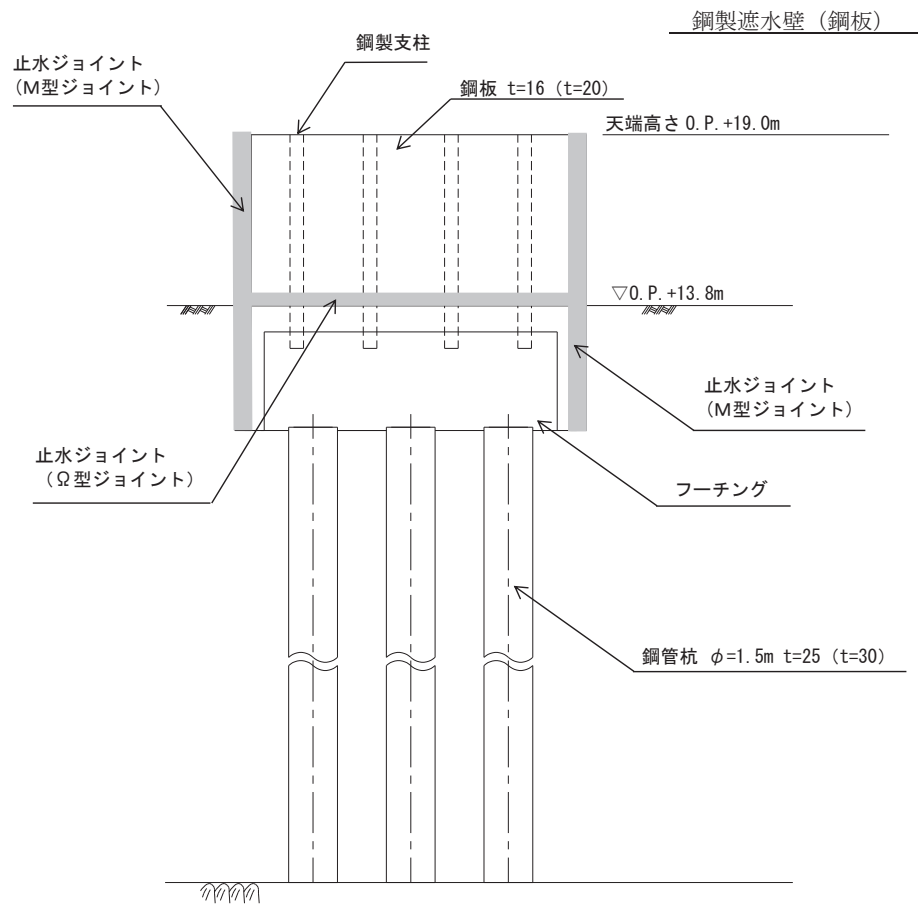 鋼製遮水壁（鋼板）
鋼製支柱
止水ジョイント
（M型ジョイント）
鋼板 t=16（t=20）
天端高さ O.P.+19.0m
▽O.P.+13.8m
止水ジョイント
（M型ジョイント）
止水ジョイント
（Ω型ジョイント）
フーチング
鋼管杭 φ=1.5m t=25（t=30）